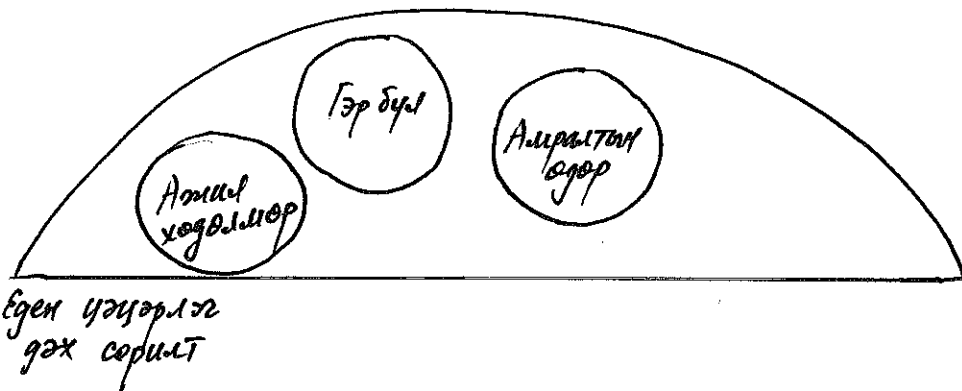 Гэр бүл
Амралтын
өдөр
Ажил
хөдөлмөр
Еден цэцэрлэг
дэх сорилт